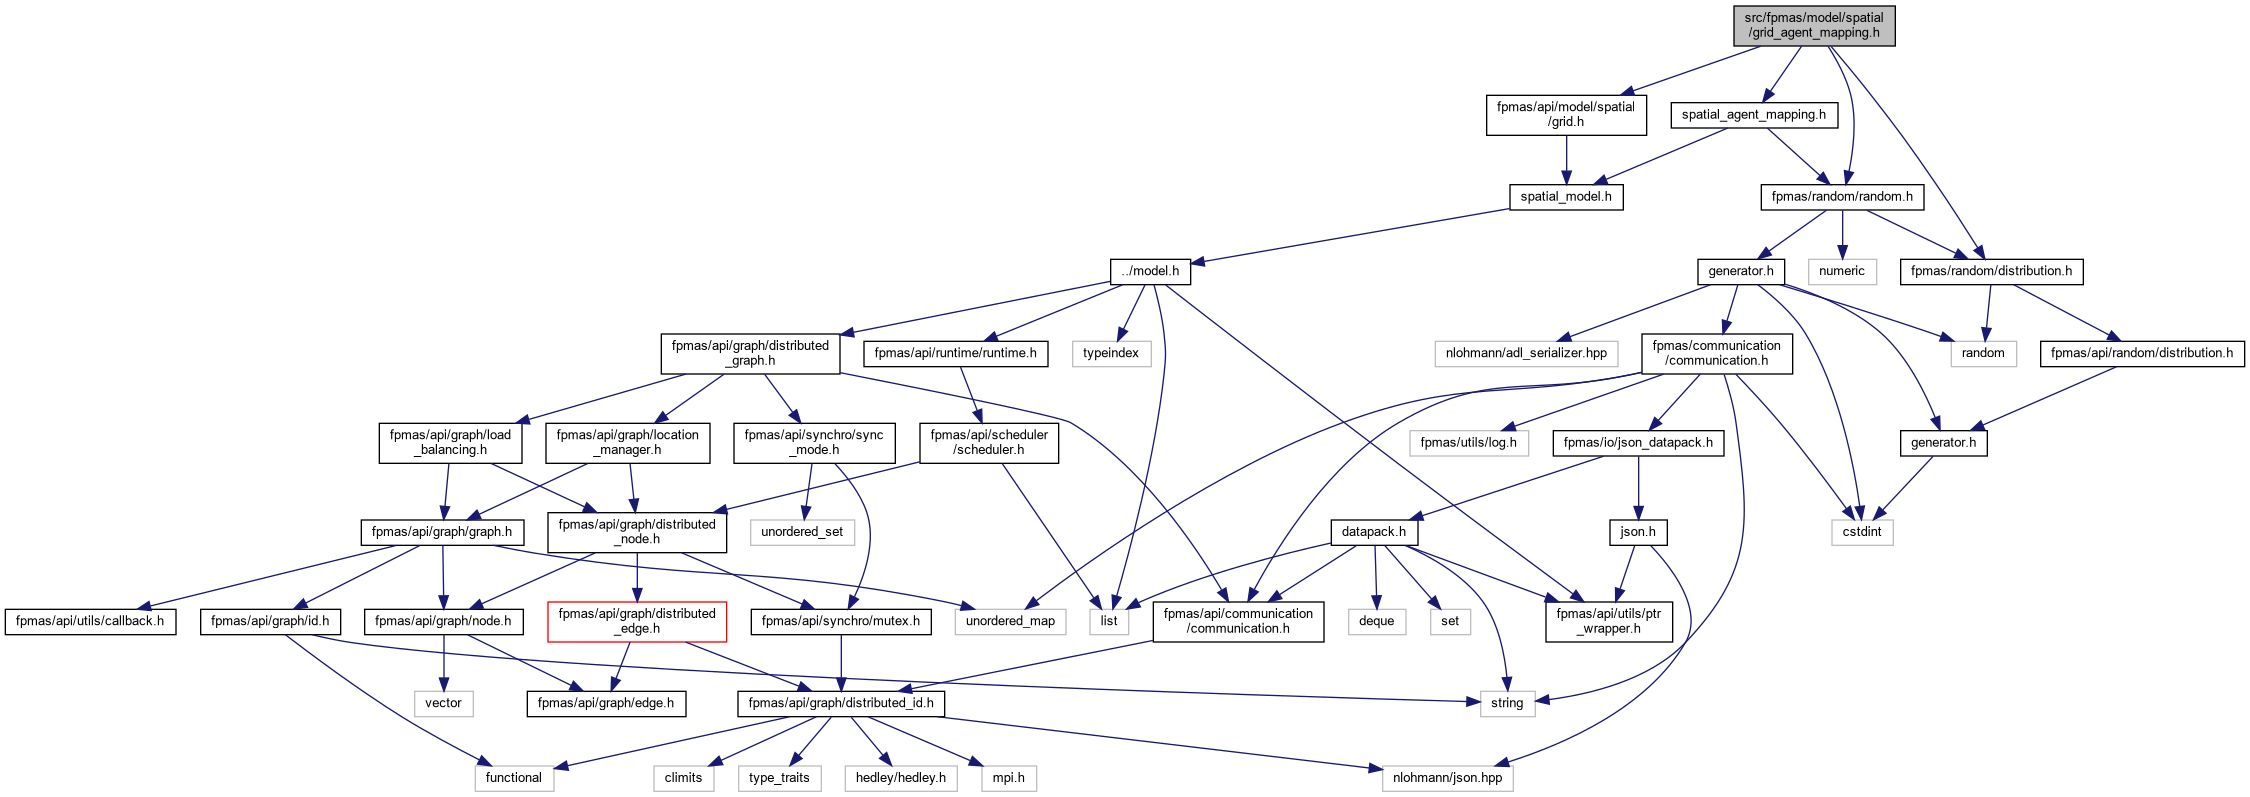 src/fpmas/model/spatial
/grid_agent_mapping.h
fpmas/api/model/spatial
/grid.h
spatial_agent_mapping.h
spatial_model.h
fpmas/random/random.h
../model.h
generator.h
numeric
fpmas/random/distribution.h
fpmas/api/graph/distributed
_graph.h
fpmas/api/runtime/runtime.h
typeindex
nlohmann/adl_serializer.hpp
fpmas/communication
/communication.h
random
fpmas/api/random/distribution.h
fpmas/api/graph/load
_balancing.h
fpmas/api/graph/location
_manager.h
fpmas/api/synchro/sync
_mode.h
fpmas/api/scheduler
/scheduler.h
fpmas/utils/log.h
fpmas/io/json_datapack.h
generator.h
fpmas/api/graph/graph.h
fpmas/api/graph/distributed
_node.h
unordered_set
datapack.h
json.h
cstdint
fpmas/api/utils/callback.h
fpmas/api/graph/id.h
fpmas/api/graph/node.h
fpmas/api/graph/distributed
_edge.h
fpmas/api/synchro/mutex.h
unordered_map
list
fpmas/api/communication
/communication.h
deque
set
fpmas/api/utils/ptr
_wrapper.h
vector
fpmas/api/graph/edge.h
fpmas/api/graph/distributed_id.h
string
functional
climits
type_traits
hedley/hedley.h
mpi.h
nlohmann/json.hpp